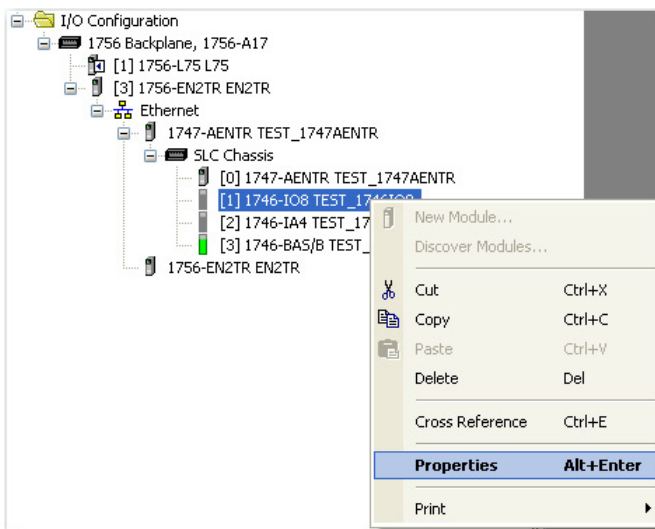 I/O Configuration
1756 Backplane, 1756-A17
[1] 1756-L75 L75
[3] 1756-EN2TR EN2TR
Ethernet
1747-AENTR TEST_1747AENTR
SLC Chassis
[0] 1747-AENTR TEST_1747AENTR
[1] 1746-IO8 TEST_1746IO8
[2] 1746-IA4 TEST_17
[3] 1746-BAS/B TEST_
1756-EN2TR EN2TR
New Module...
Discover Modules...
Cut Ctrl+X
Copy Ctrl+C
Paste Ctrl+V
Delete Del
Cross Reference Ctrl+E
Properties Alt+Enter
Print